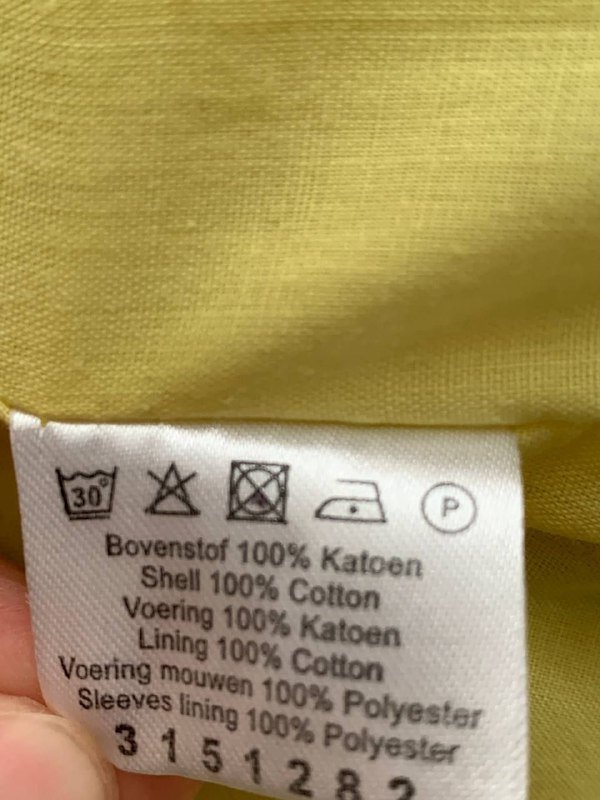 30°
P
Bovenstof 100% Katoen
Shell 100% Cotton
Voering 100% Katoen
Lining 100% Cotton
Voering mouwen 100% Polyester
Sleeves lining 100% Polyester
3151282